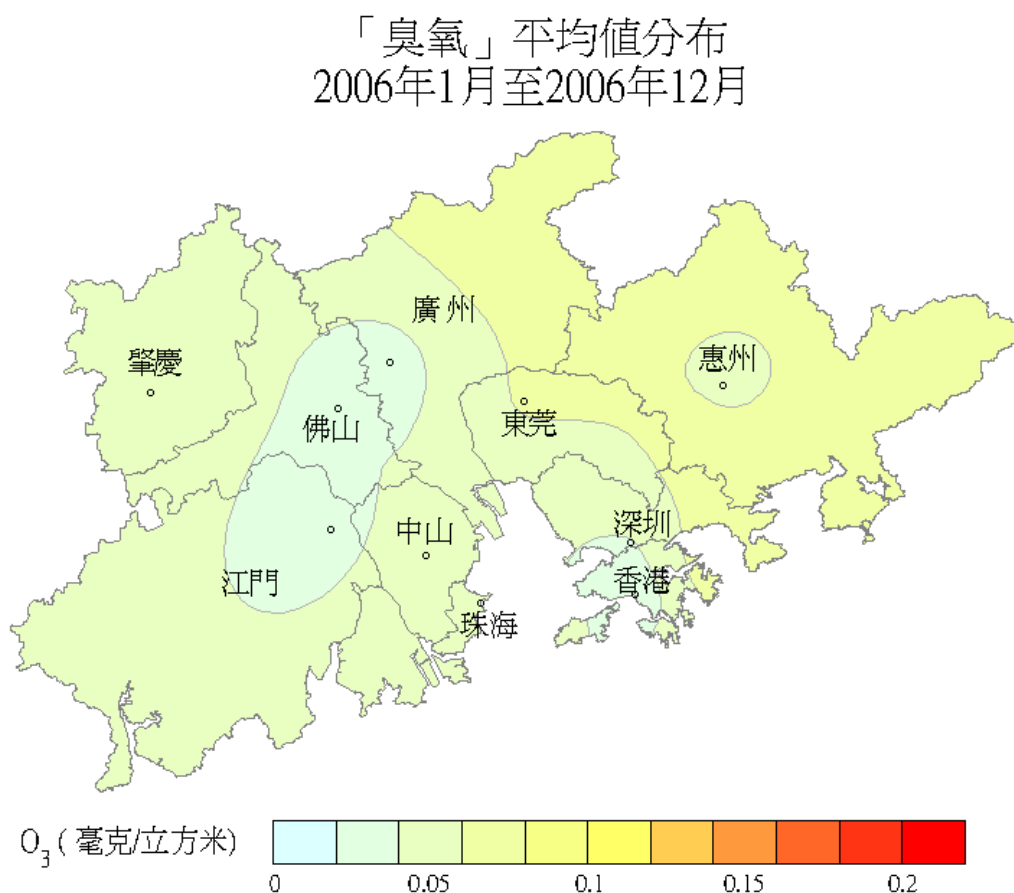 「臭氧」平均值分布
2006年1月至2006年12月
廣州
肇慶
惠州
佛山
東莞
中山
深圳
江門
香港
珠海
O₃ (毫克/立方米)
0 0.05 0.1 0.15 0.2